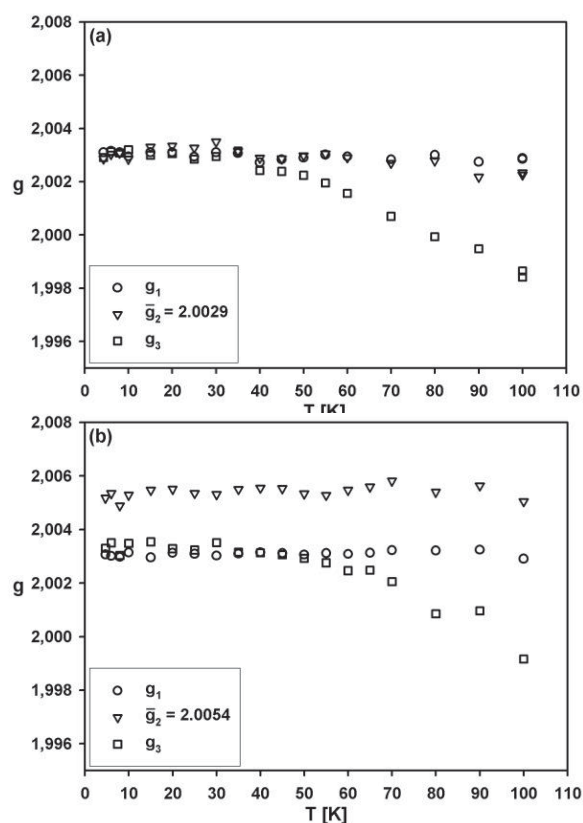 (a)
2,008
2,006
2,004
2,002
2,000
1,998
1,996
g
g1
g̅2 = 2.0029
g3
0 10 20 30 40 50 60 70 80 90 100 110
T [K]
(b)
2,008
2,006
2,004
2,002
2,000
1,998
1,996
g
g1
g̅2 = 2.0054
g3
0 10 20 30 40 50 60 70 80 90 100 110
T [K]